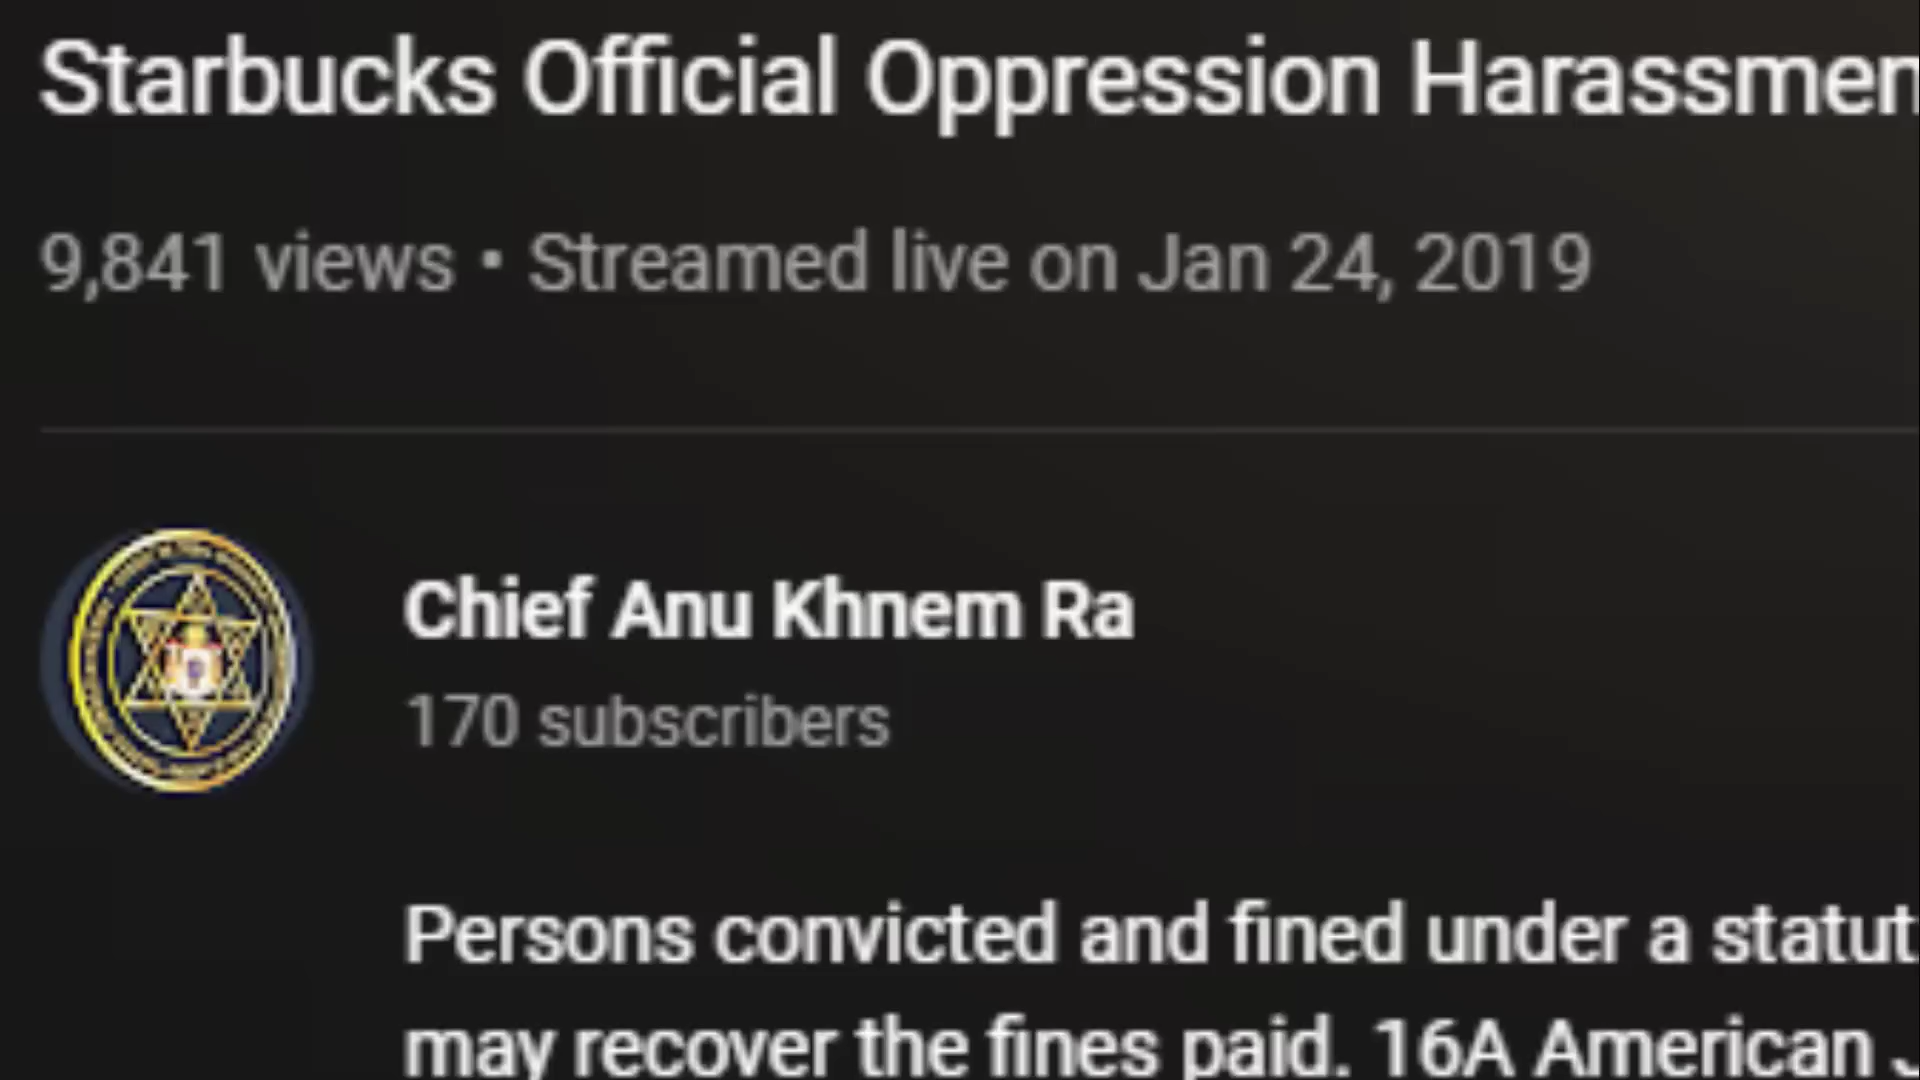 Starbucks Official Oppression Harassmen
9,841 views • Streamed live on Jan 24, 2019
Chief Anu Khnem Ra
170 subscribers
Persons convicted and fined under a statut
may recover the fines paid. 16A American J